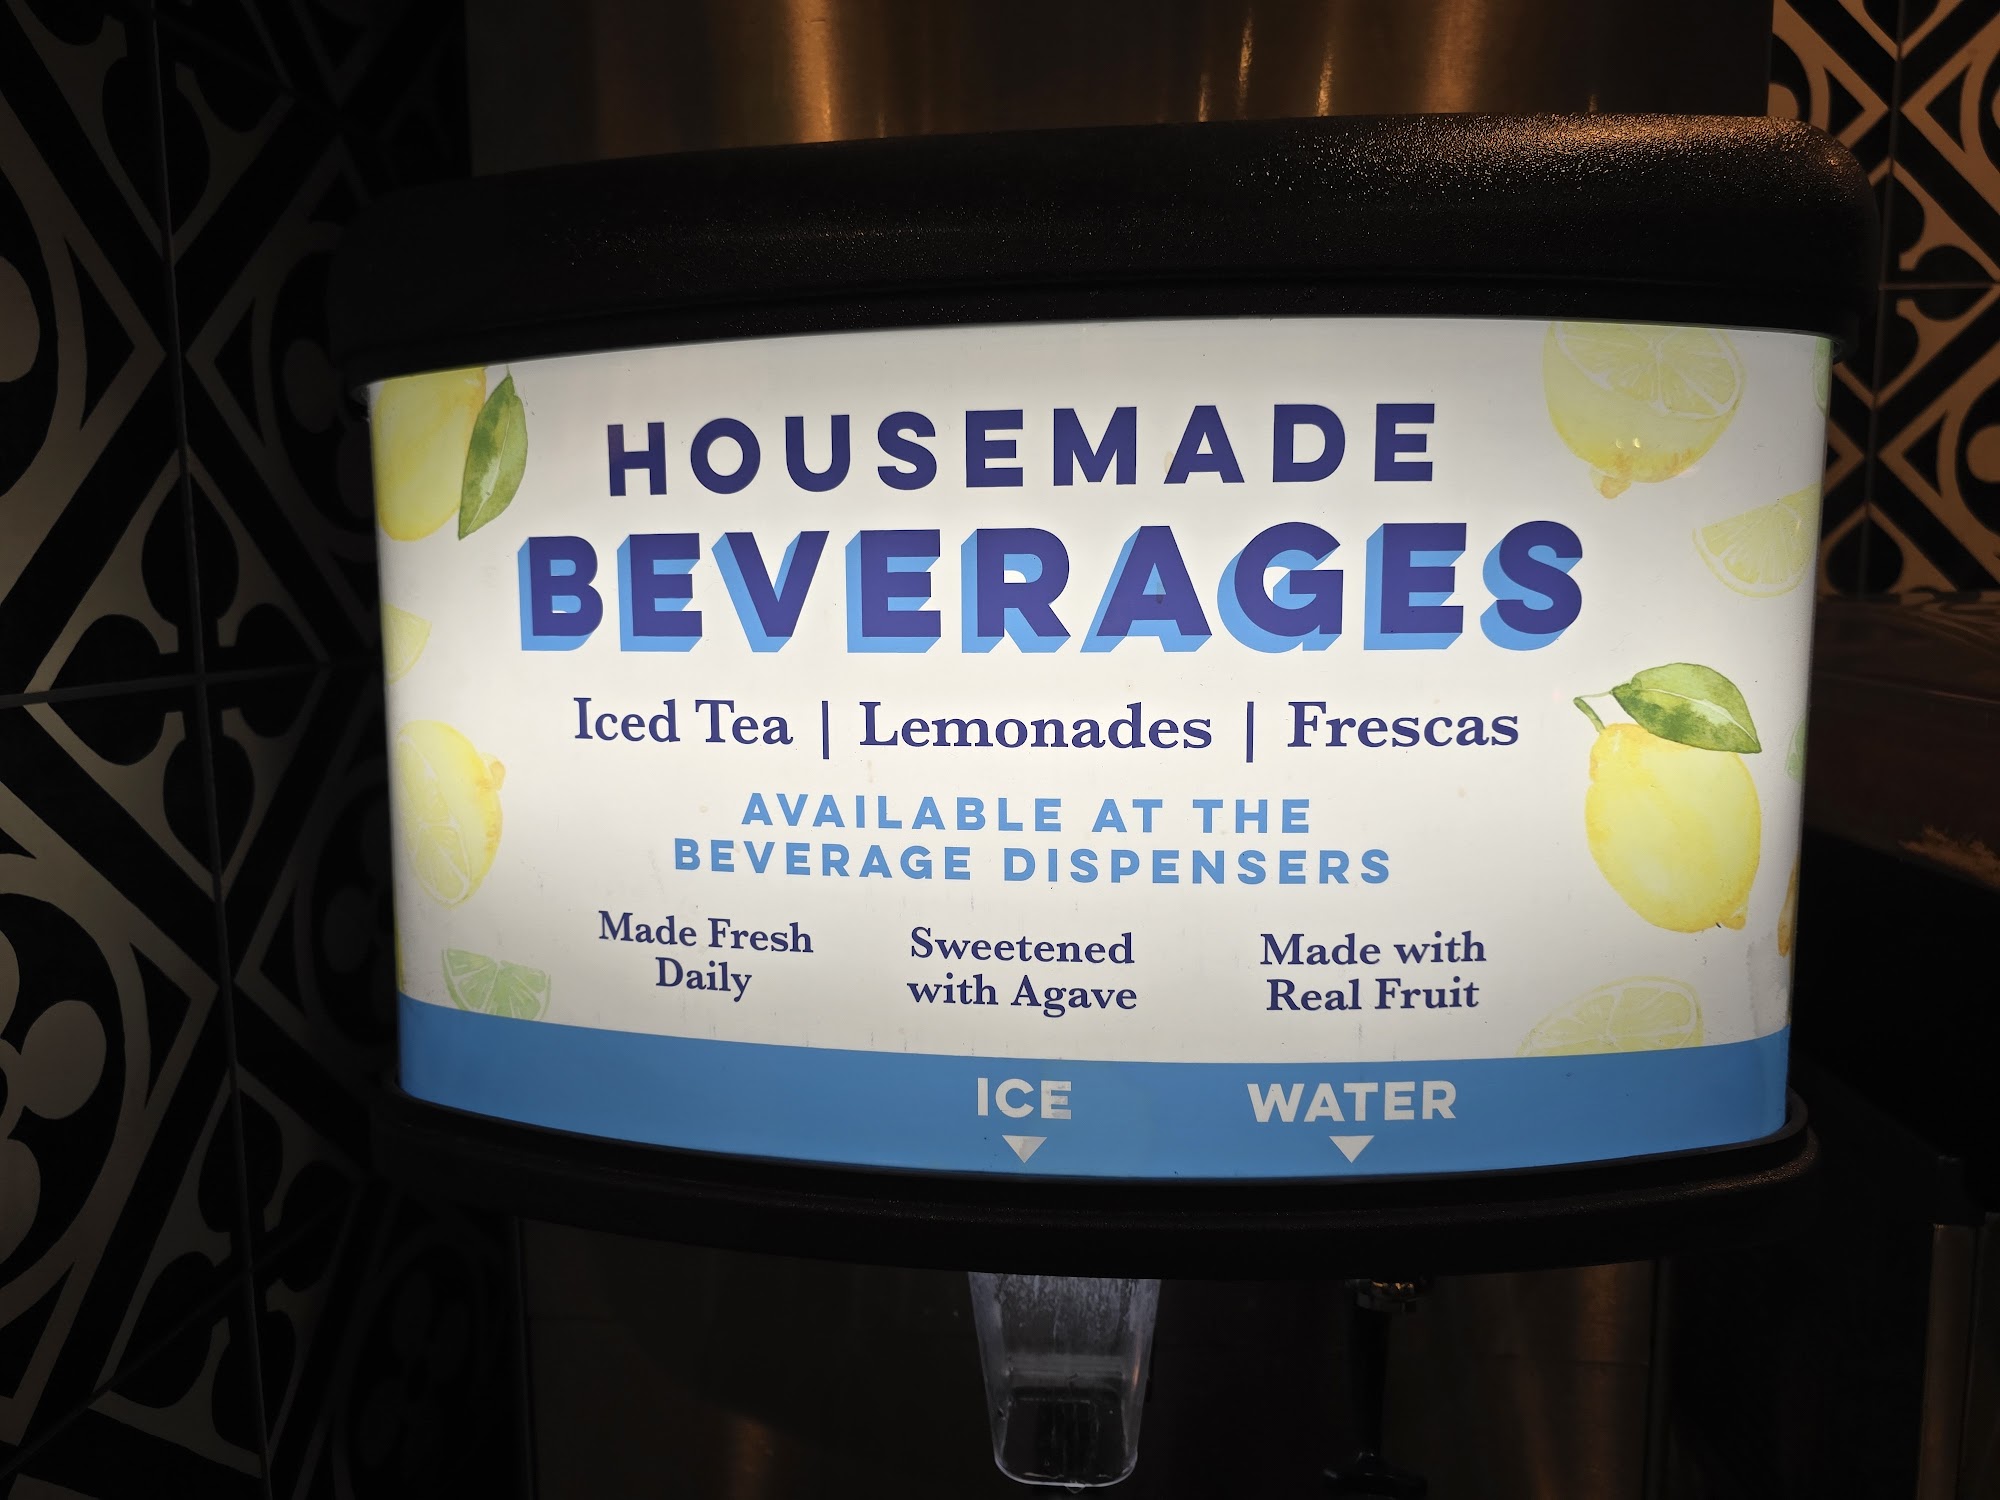 HOUSEMADE
BEVERAGES
Iced Tea | Lemonades | Frescas
AVAILABLE AT THE
BEVERAGE DISPENSERS
Made Fresh
Daily
Sweetened
with Agave
Made with
Real Fruit
ICE
WATER